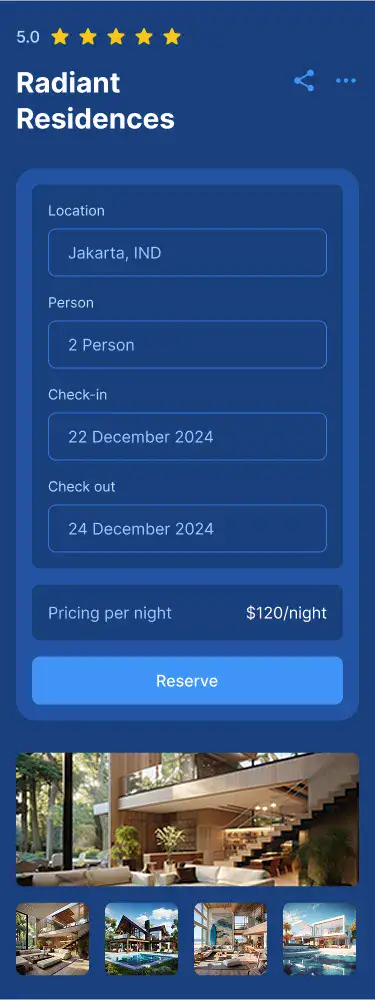 5.0
Radiant
Residences
Location
Jakarta, IND
Person
2 Person
Check-in
22 December 2024
Check out
24 December 2024
Pricing per night $120/night
Reserve